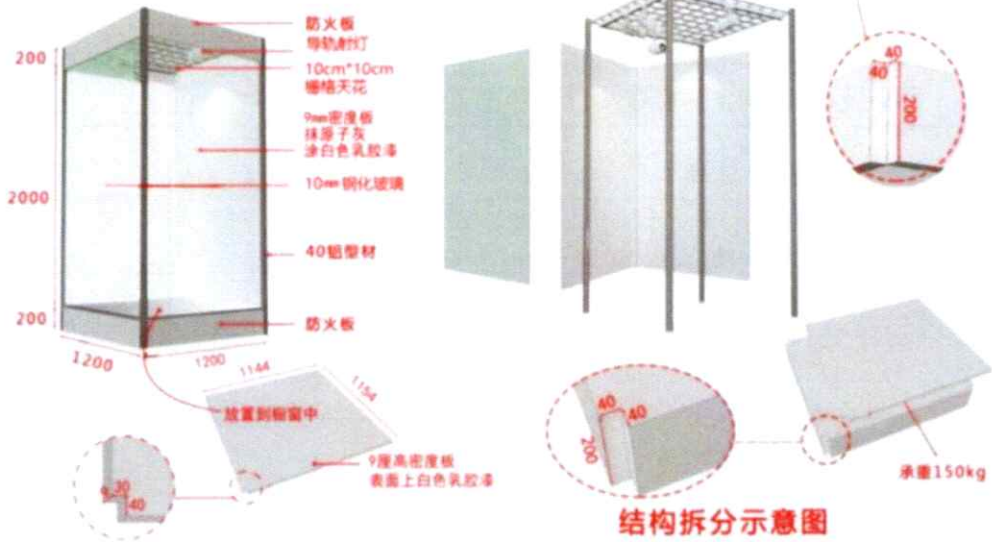 防火板
导轨射灯
10cm*10cm
栅格天花
9mm密度板
抹原子灰
涂白色乳胶漆
10mm钢化玻璃
40铝型材
防火板
200
2000
200
1200
1200
1144
1154
放置到橱窗中
9厘高密度板
表面上白色乳胶漆
9
30
40
40
40
200
40
40
200
承重150kg
结构拆分示意图